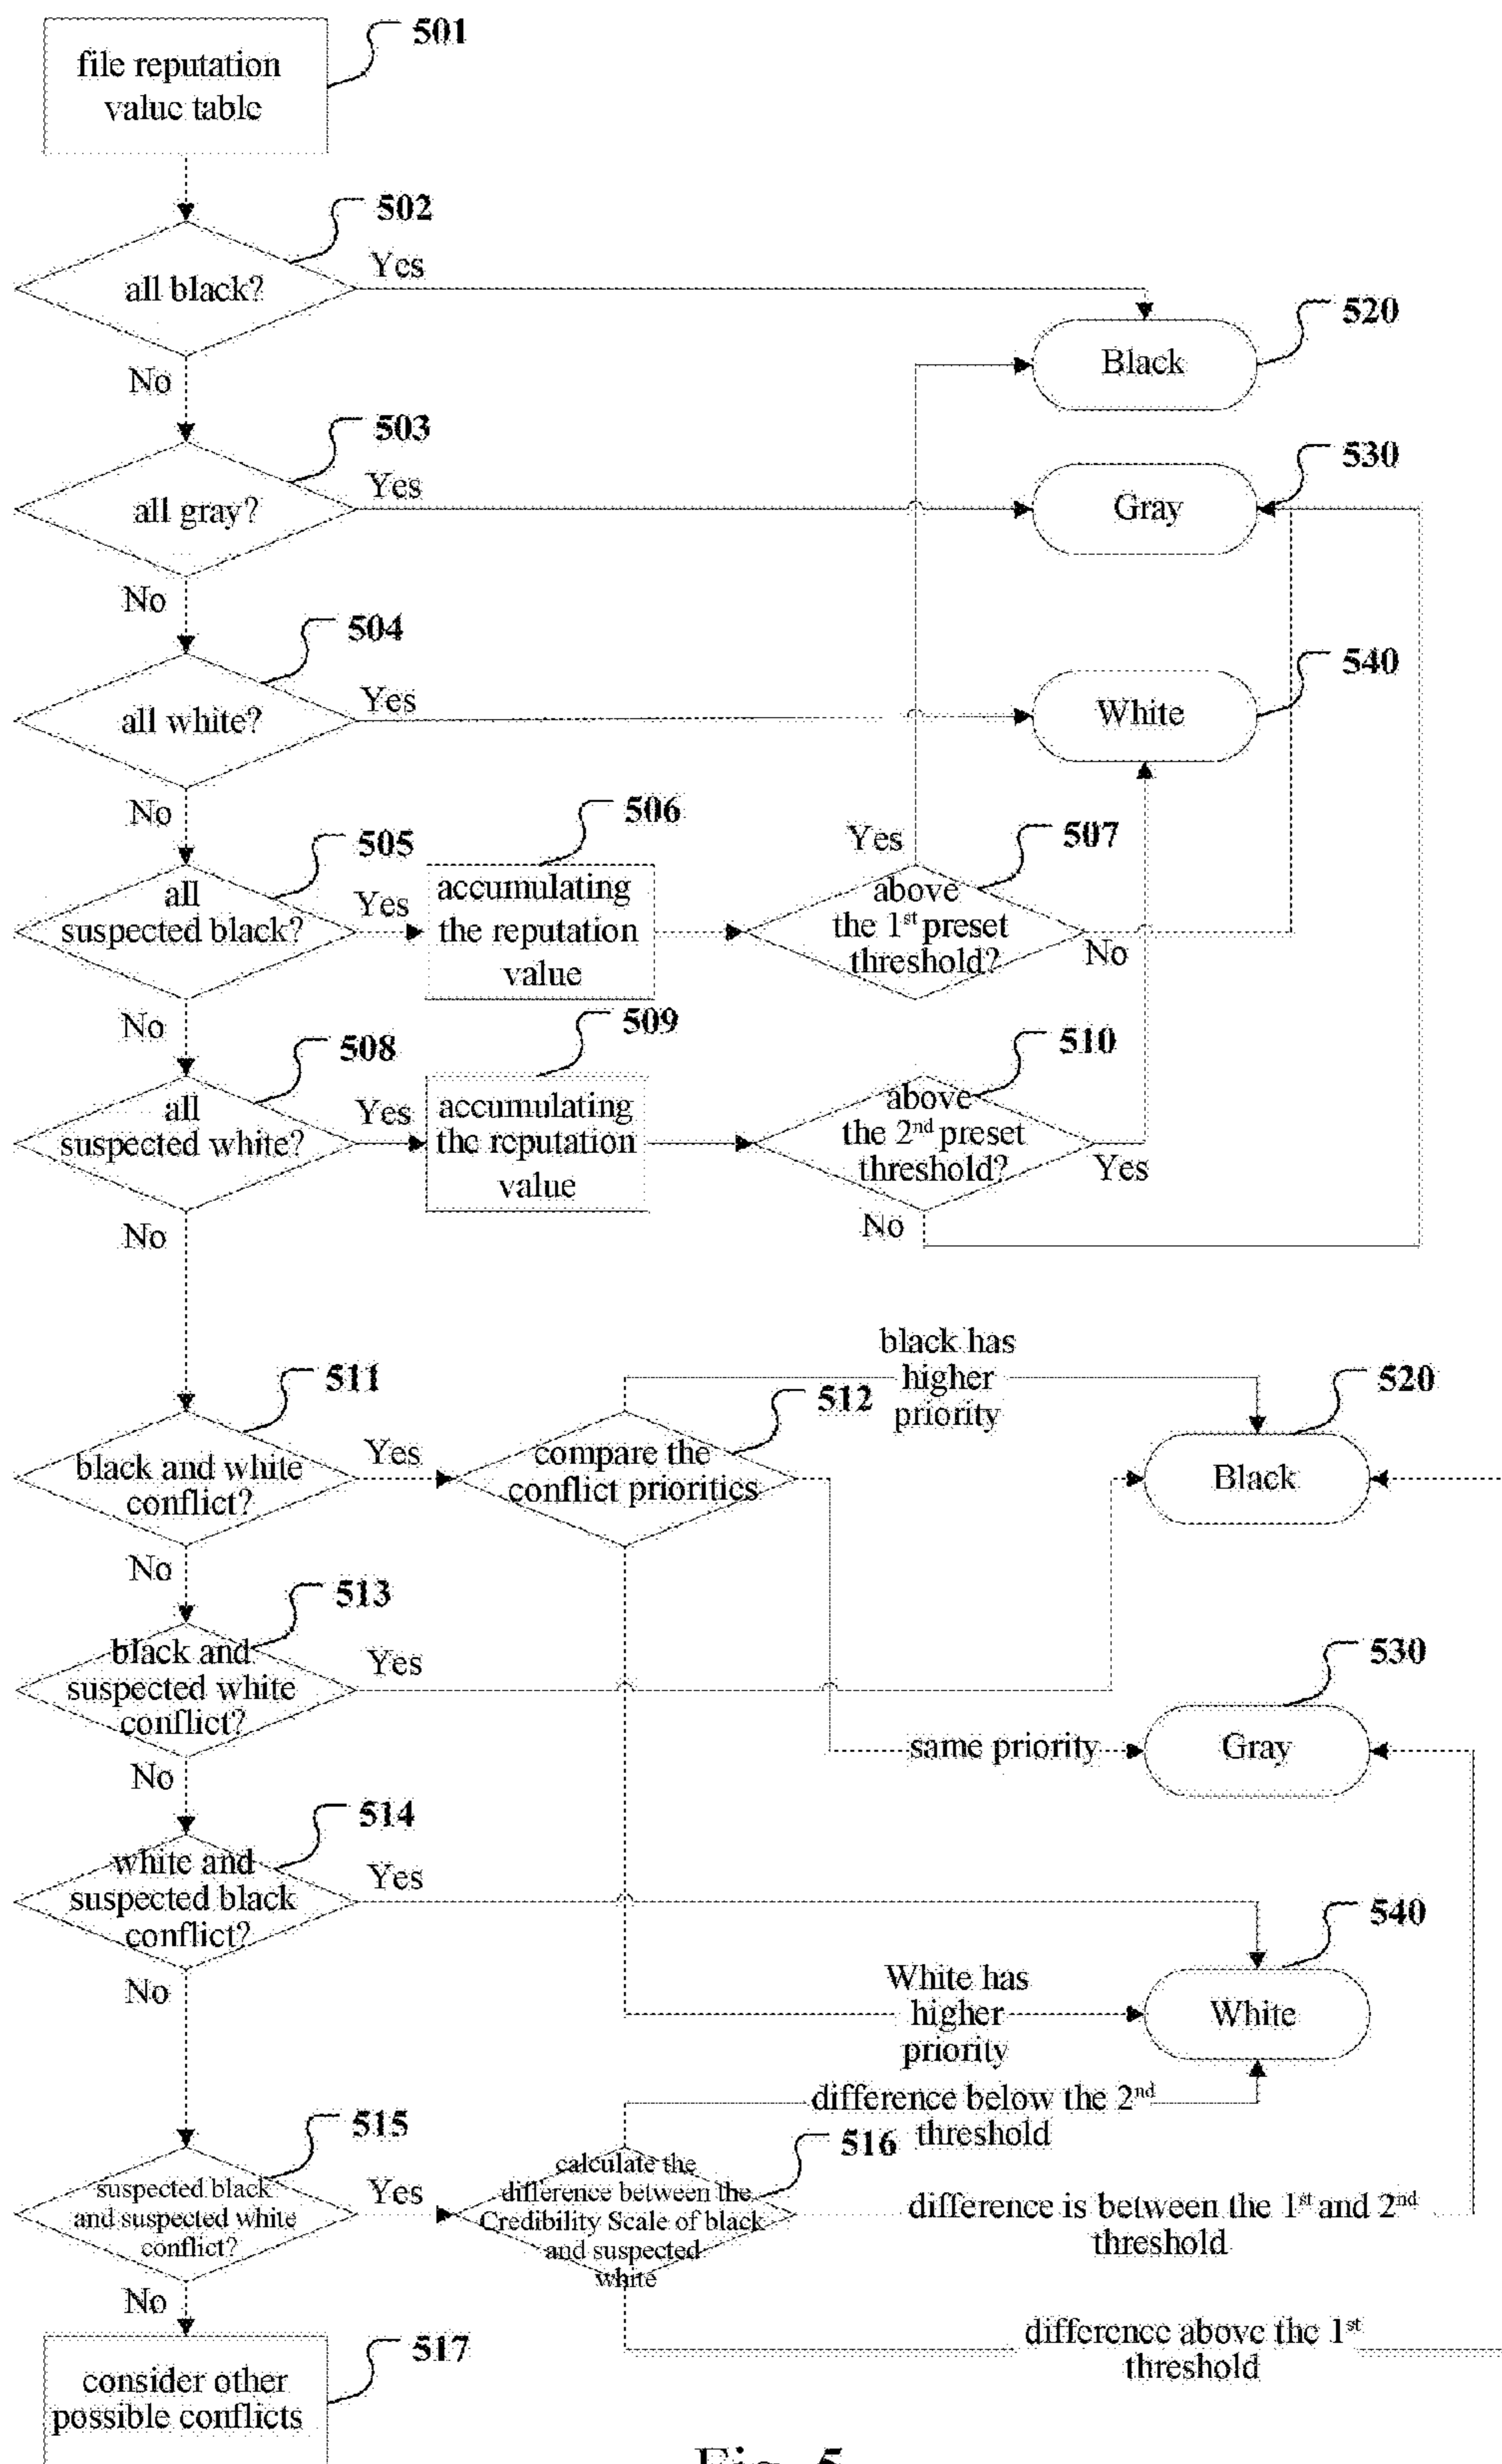 501
file reputation
value table
502
all black?
Yes
520
Black
No
503
all gray?
Yes
530
Gray
No
504
all white?
Yes
540
White
No
505
all
suspected black?
Yes
506
accumulating
the reputation
value
Yes
507
above
the 1st preset
threshold?
No
No
508
all
suspected white?
Yes
509
accumulating
the reputation
value
510
above
the 2nd preset
threshold?
Yes
No
No
black has
higher
priority
511
black and white
conflict?
Yes
512
compare the
conflict priorities
520
Black
No
513
black and
suspected white
conflict?
Yes
530
same priority
Gray
No
514
white and
suspected black
conflict?
Yes
540
White has
higher
priority
White
No
difference below the 2nd
threshold
515
suspected black
and suspected white
conflict?
Yes
516
calculate the
difference between the
Credibility Scale of black
and suspected
white
difference is between the 1st and 2nd
threshold
No
difference above the 1st
threshold
517
consider other
possible conflicts
Fig. 5